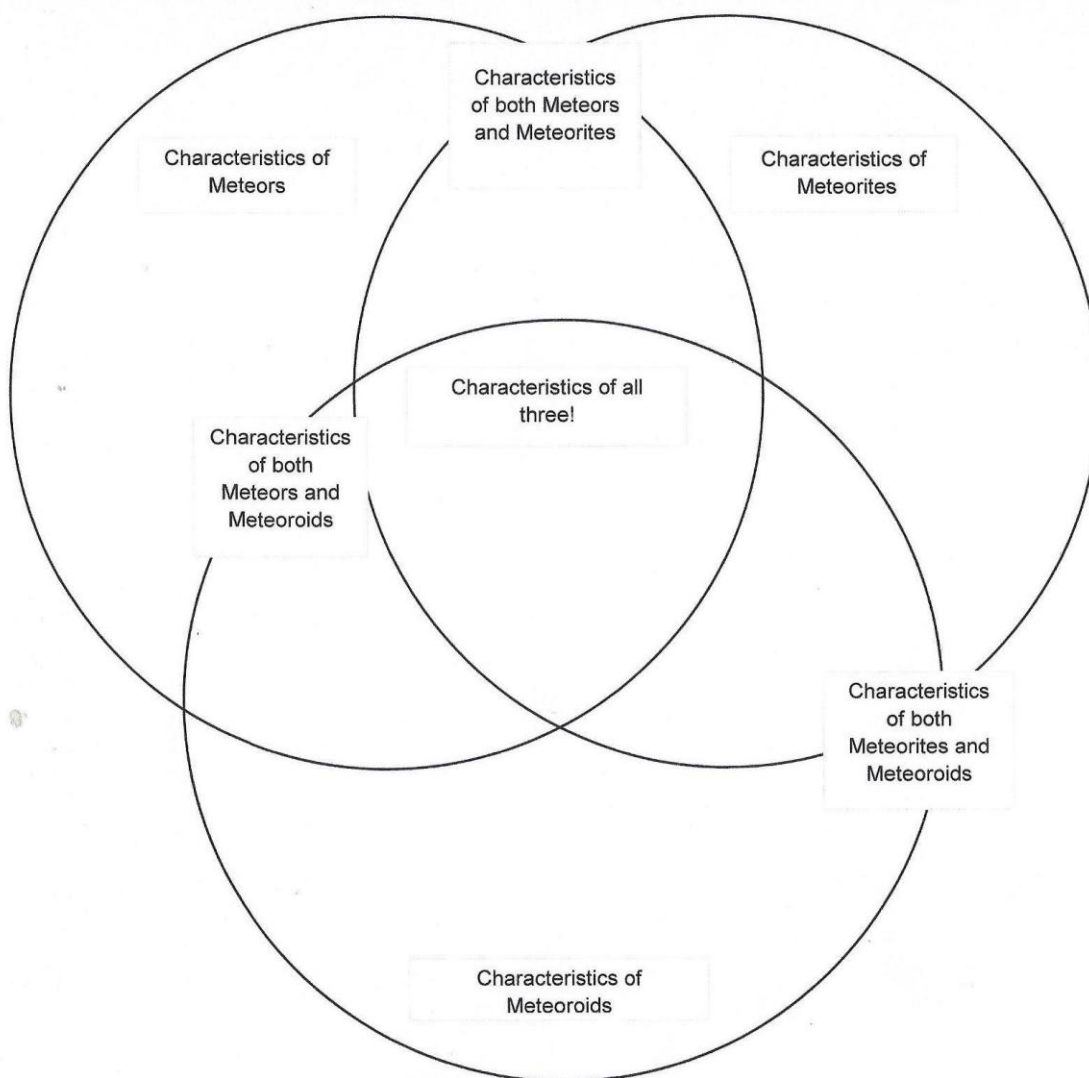 Characteristics
of both Meteors
and Meteorites
Characteristics of
Meteors
Characteristics of
Meteorites
Characteristics of all
three!
Characteristics
of both
Meteors and
Meteoroids
Characteristics
of both
Meteorites and
Meteoroids
Characteristics of
Meteoroids